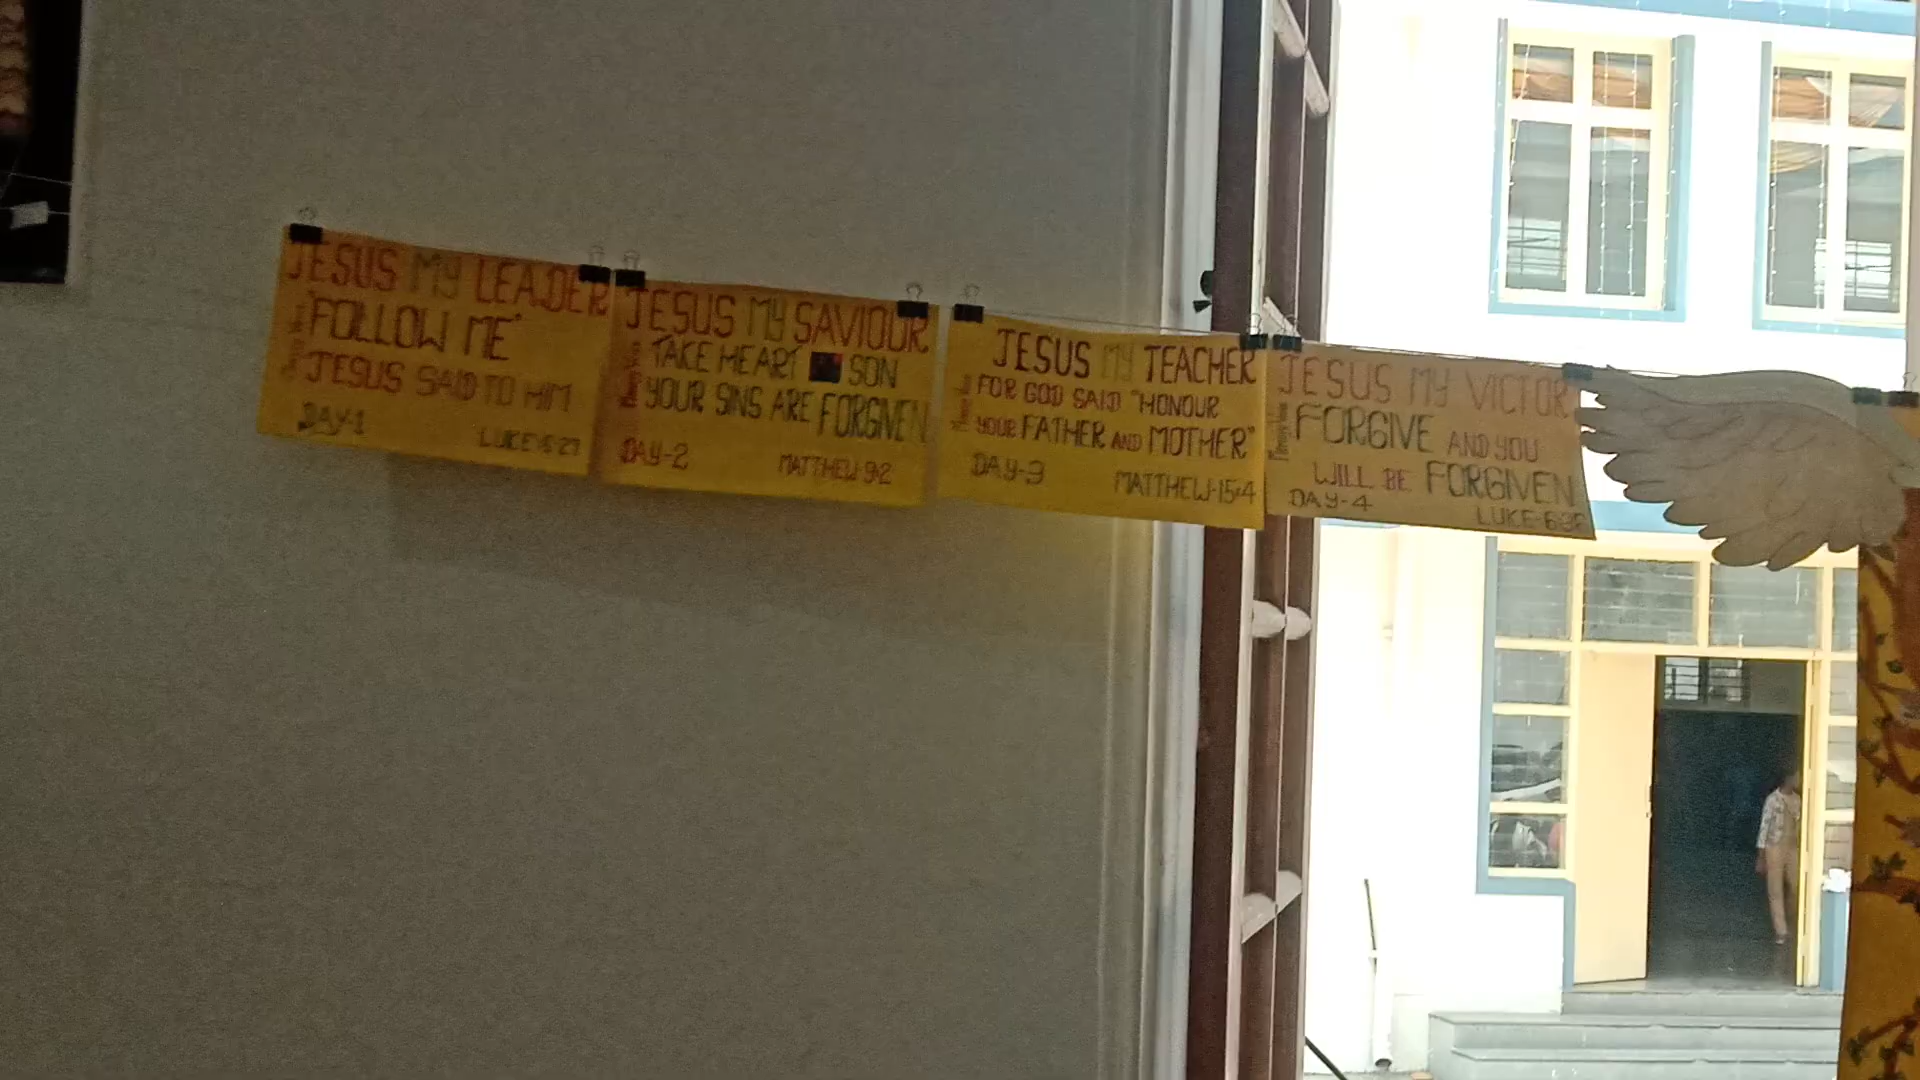 JESUS MY LEADER
"FOLLOW ME"
JESUS SAID TO HIM
DAY-1
LUKE-5:27
JESUS MY SAVIOUR
TAKE HEART SON
YOUR SINS ARE FORGIVEN
DAY-2
MATTHEW-9:2
JESUS MY TEACHER
FOR GOD SAID "HONOUR
YOUR FATHER AND MOTHER"
DAY-3
MATTHEW-15:4
JESUS MY VICTOR
FORGIVE AND YOU
WILL BE FORGIVEN
DAY-4